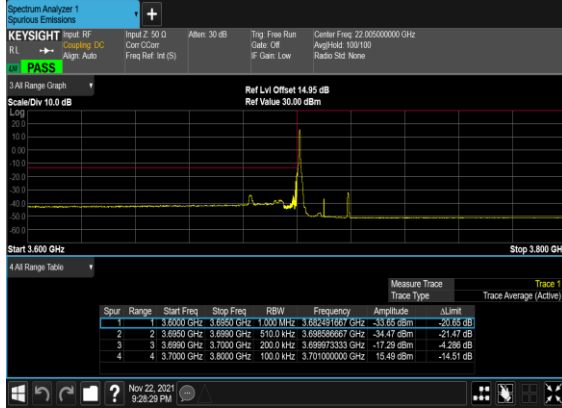 Spectrum Analyzer 1
Spurious Emissions
+
KEYSIGHT Input: RF Input Z: 50 Ω Atten: 30 dB Trig: Free Run Center Freq: 22.005000000 GHz
RL Coupling: DC Corr CCorr Gate: Off Avg|Hold: 100/100
Align: Auto Freq Ref: Int (S) IF Gain: Low Radio Std: None
PASS
3 All Range Graph
Ref Lvl Offset 14.95 dB
Scale/Div 10.0 dB Ref Value 30.00 dBm
Log
20.0
10.0
0.00
-10.0
-20.0
-30.0
-40.0
-50.0
-60.0
Start 3.600 GHz Stop 3.800 GH
4 All Range Table
Measure Trace Trace 1
Trace Type Trace Average (Active)
Spur Range Start Freq Stop Freq RBW Frequency Amplitude ΔLimit
1 1 3.6000 GHz 3.6950 GHz 1.000 MHz 3.682491667 GHz -33.65 dBm -20.65 dB
2 2 3.6950 GHz 3.6990 GHz 510.0 kHz 3.698586667 GHz -34.47 dBm -21.47 dB
3 3 3.6990 GHz 3.7000 GHz 200.0 kHz 3.699973333 GHz -17.29 dBm -4.286 dB
4 4 3.7000 GHz 3.8000 GHz 100.0 kHz 3.701000000 GHz 15.49 dBm -14.51 dB
? Nov 22, 2021
9:28:29 PM